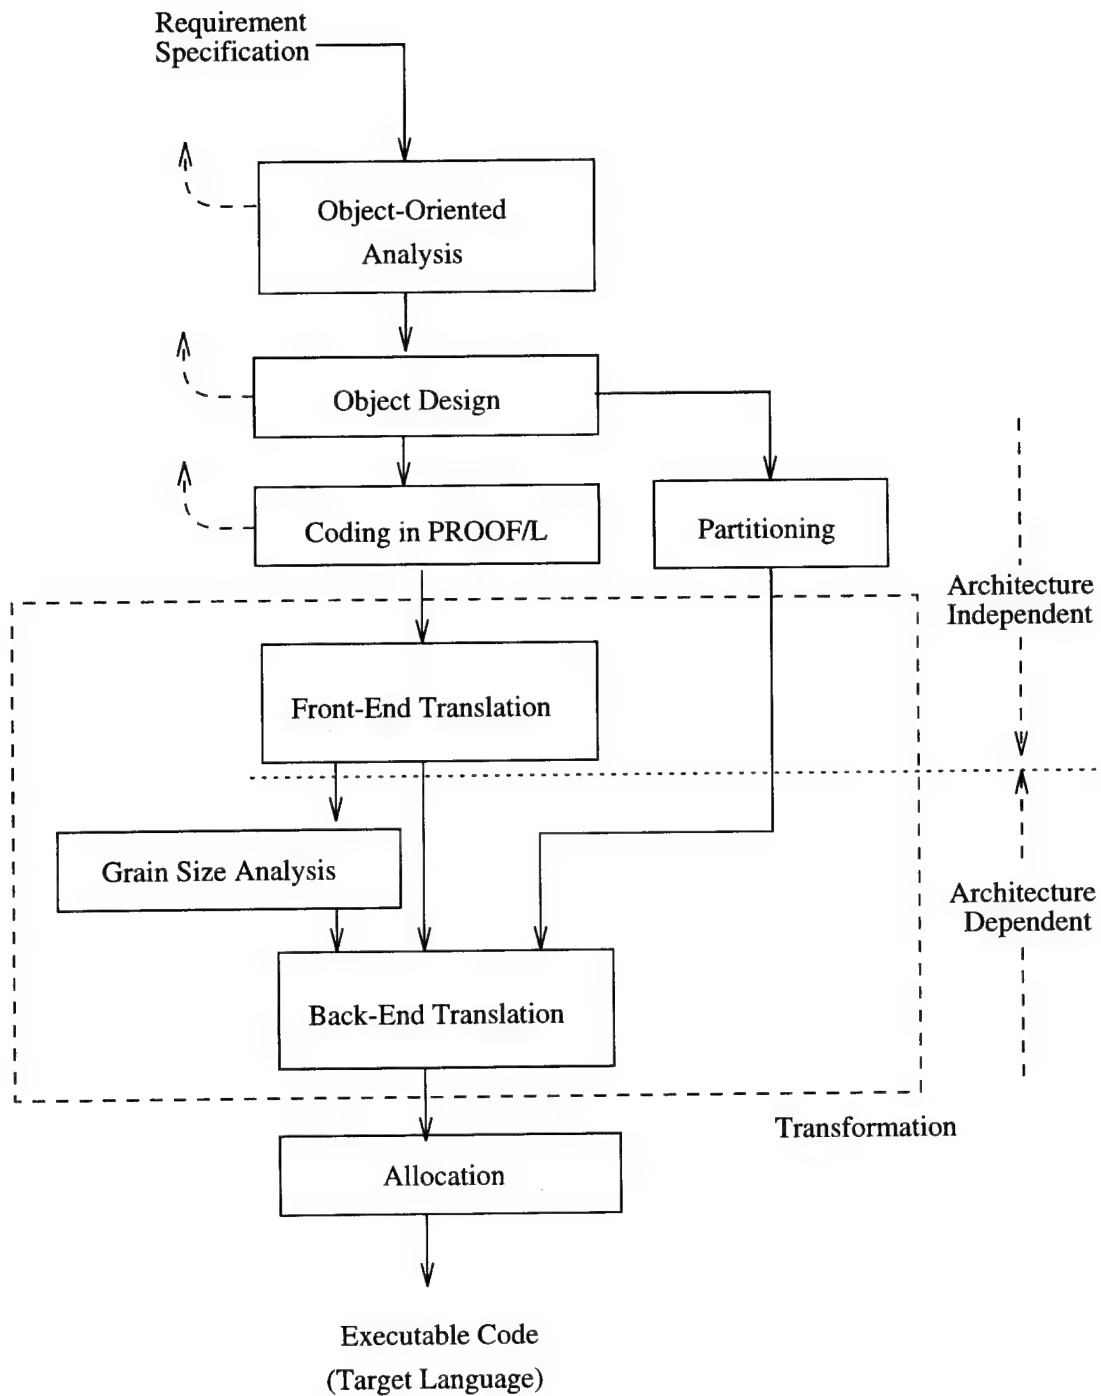 Requirement
Specification
Object-Oriented
Analysis
Object Design
Coding in PROOF/L
Partitioning
Architecture
Independent
Front-End Translation
Grain Size Analysis
Architecture
Dependent
Back-End Translation
Transformation
Allocation
Executable Code
(Target Language)